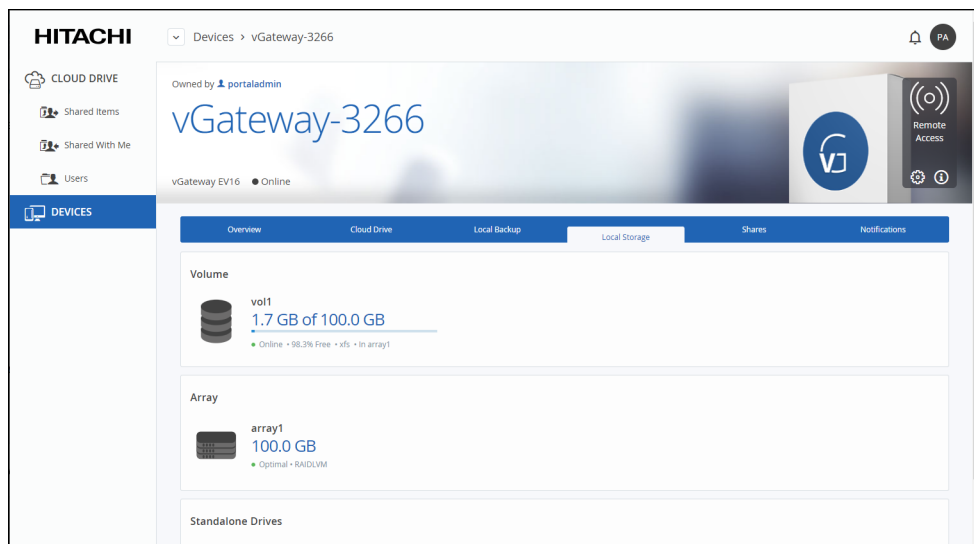 HITACHI
Devices > vGateway-3266
PA
CLOUD DRIVE
Shared Items
Shared With Me
Users
DEVICES
Owned by portaladmin
vGateway-3266
vGateway EV16 ● Online
Remote
Access
Overview Cloud Drive Local Backup Local Storage Shares Notifications
Volume
vol1
1.7 GB of 100.0 GB
● Online • 98.3% Free • xfs • In array1
Array
array1
100.0 GB
● Optimal • RAIDLVM
Standalone Drives